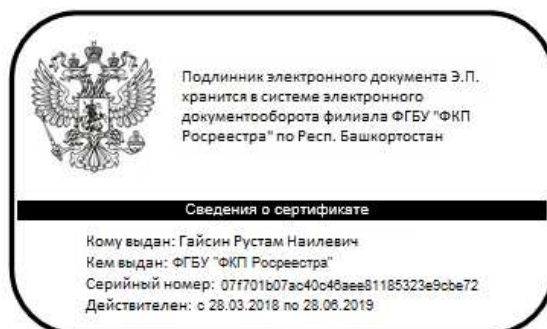 Подлинник электронного документа Э.П.
хранится в системе электронного
документооборота филиала ФГБУ "ФКП
Росреестра" по Респ. Башкортостан
Сведения о сертификате
Кому выдан: Гайсин Рустам Наилевич
Кем выдан: ФГБУ "ФКП Росреестра"
Серийный номер: 07f701b07ac40c46aee81185323e9cbe72
Действителен: с 28.03.2018 по 28.06.2019